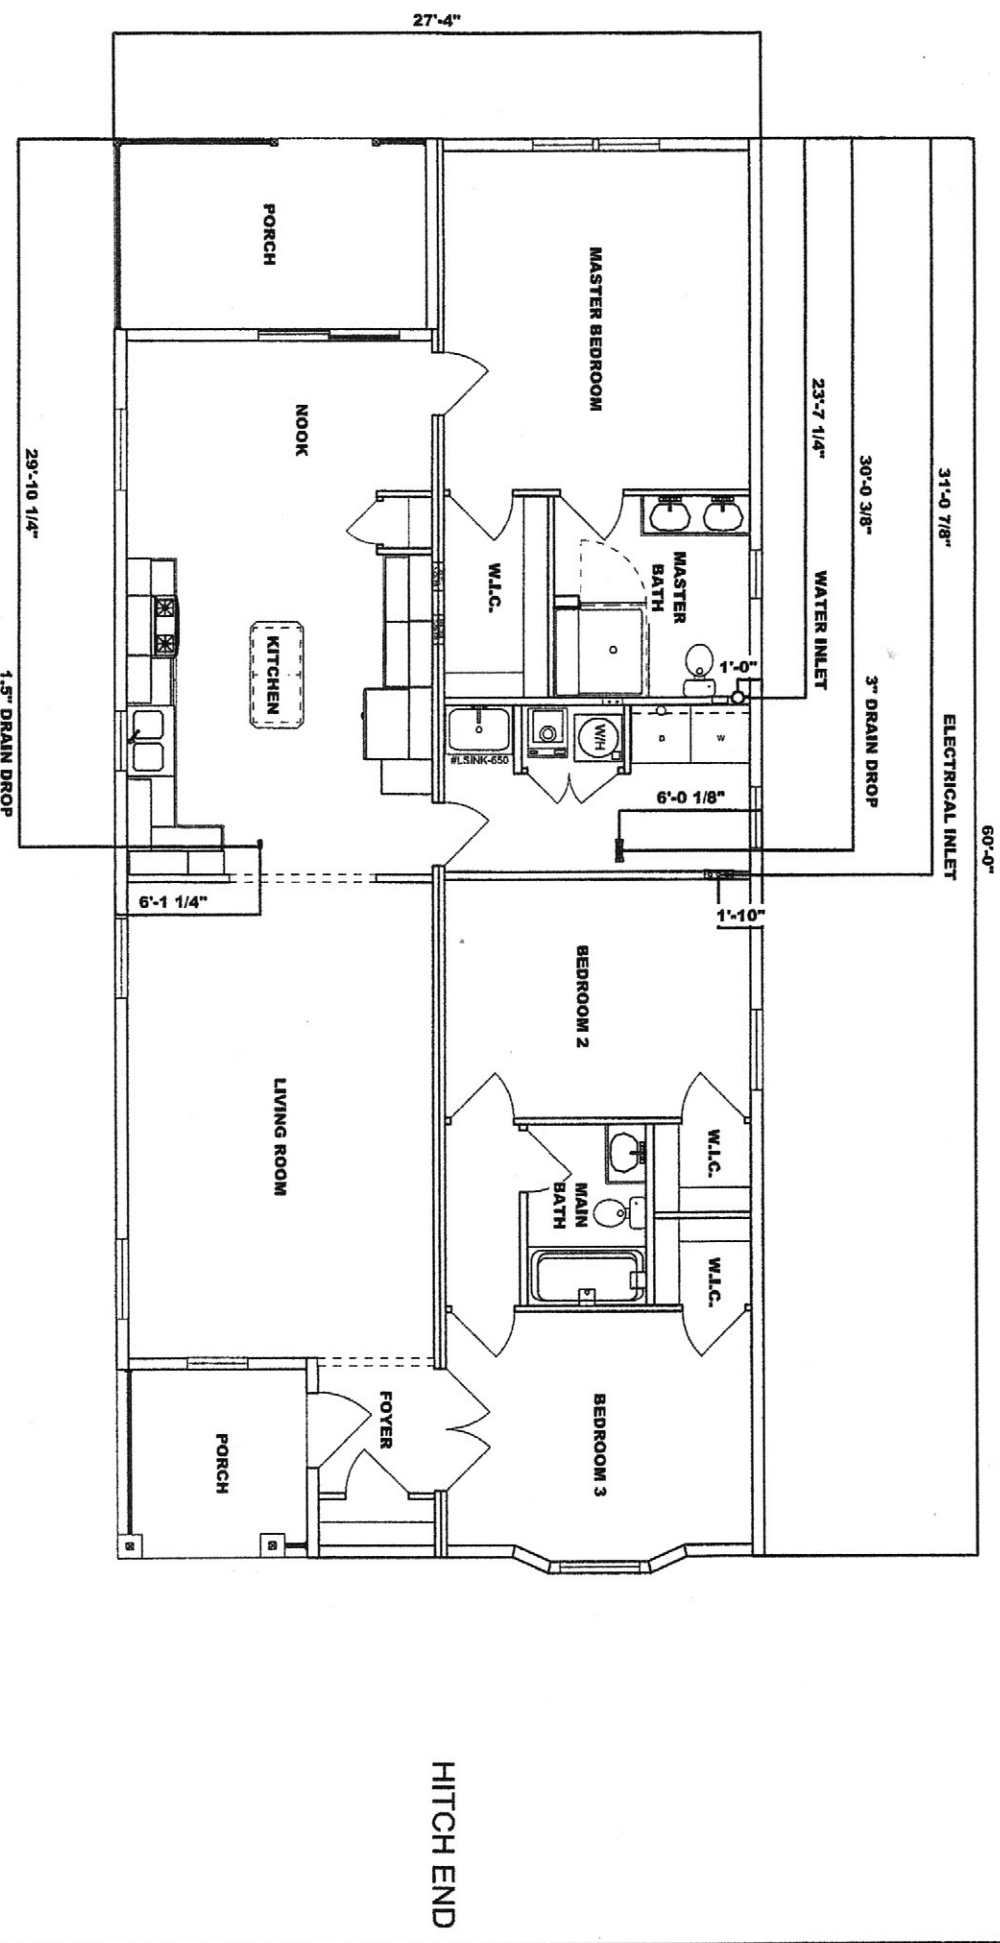 27'-4"
PORCH
MASTER BEDROOM
NOOK
23'-7 1/4"
WATER INLET
30'-0 3/8"
3" DRAIN DROP
31'-0 7/8"
ELECTRICAL INLET
60'-0"
29'-10 1/4"
1.5" DRAIN DROP
W.I.C.
MASTER
BATH
1'-0"
KITCHEN
#LSINK-650
W/H
D
W
6'-0 1/8"
6'-1 1/4"
1'-10"
BEDROOM 2
LIVING ROOM
W.I.C.
MAIN
BATH
W.I.C.
FOYER
BEDROOM 3
PORCH
HITCH END